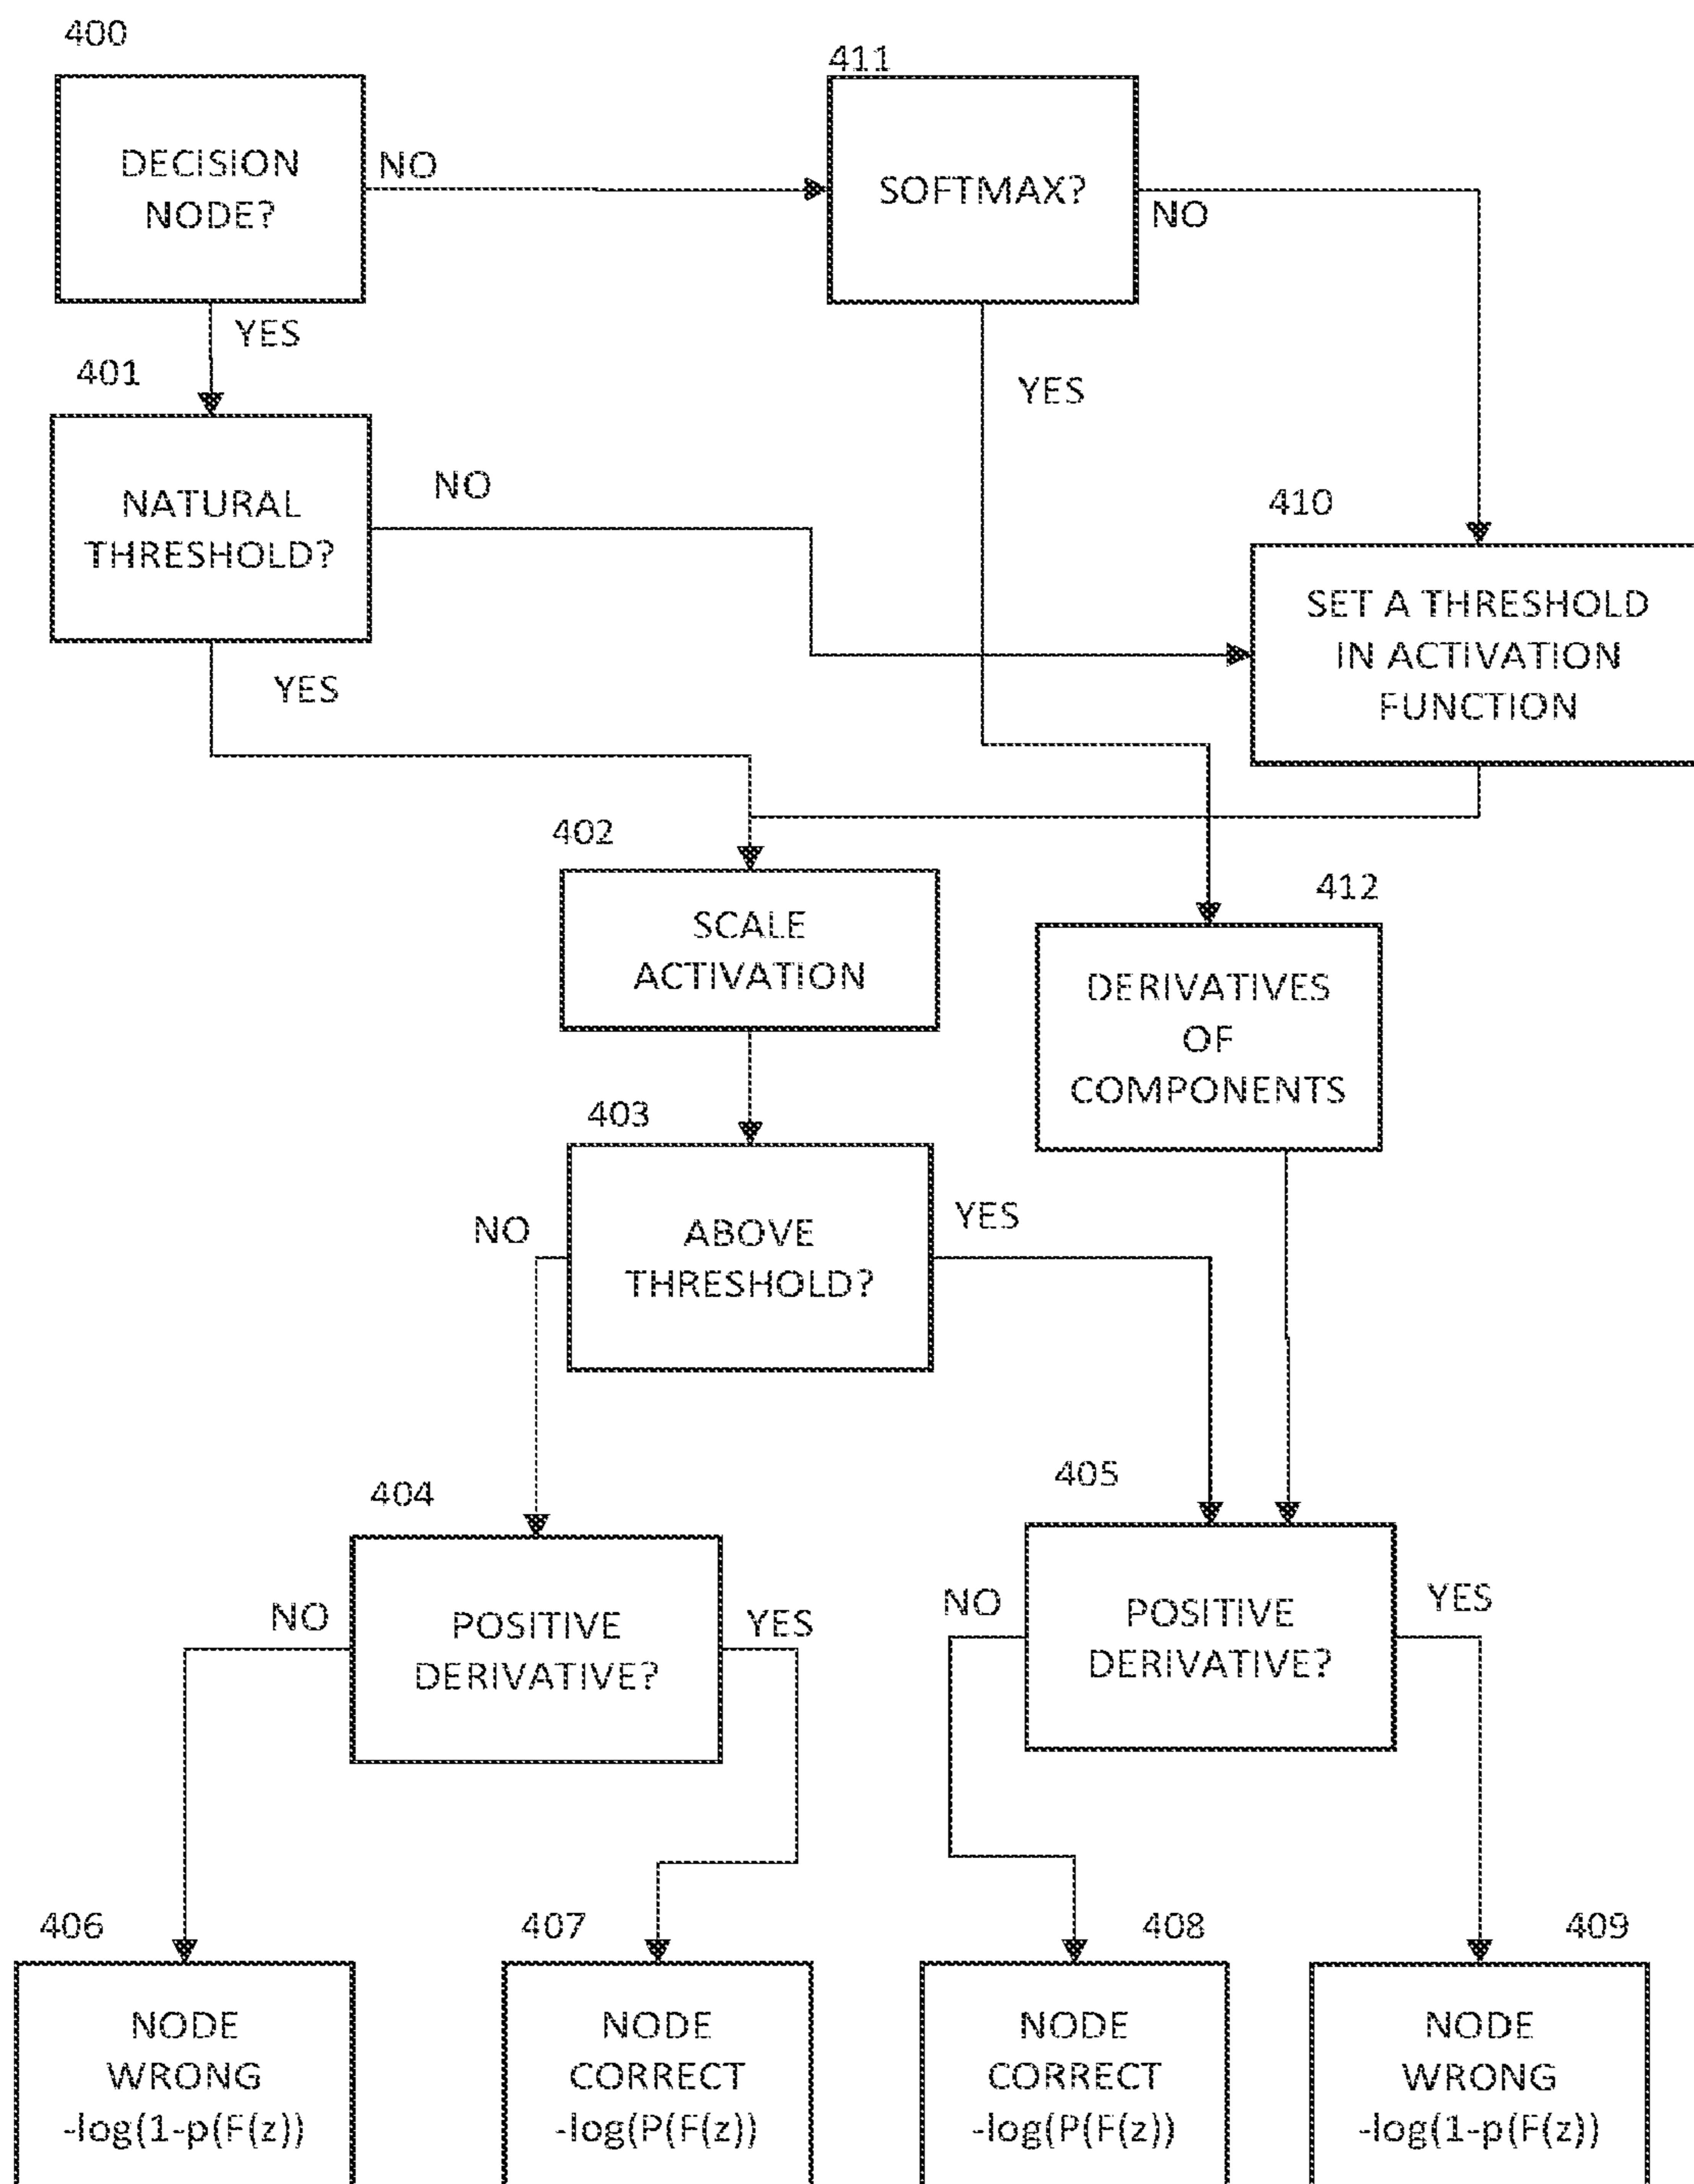 400
411
DECISION
NODE?
NO
SOFTMAX?
NO
YES
401
YES
NATURAL
THRESHOLD?
NO
410
SET A THRESHOLD
IN ACTIVATION
FUNCTION
YES
402
SCALE
ACTIVATION
412
DERIVATIVES
OF
COMPONENTS
403
NO
ABOVE
THRESHOLD?
YES
404
405
NO
POSITIVE
DERIVATIVE?
YES
NO
POSITIVE
DERIVATIVE?
YES
406
407
408
409
NODE
WRONG
-log(1-p(F(z))
NODE
CORRECT
-log(P(F(z))
NODE
CORRECT
-log(P(F(z))
NODE
WRONG
-log(1-p(F(z))